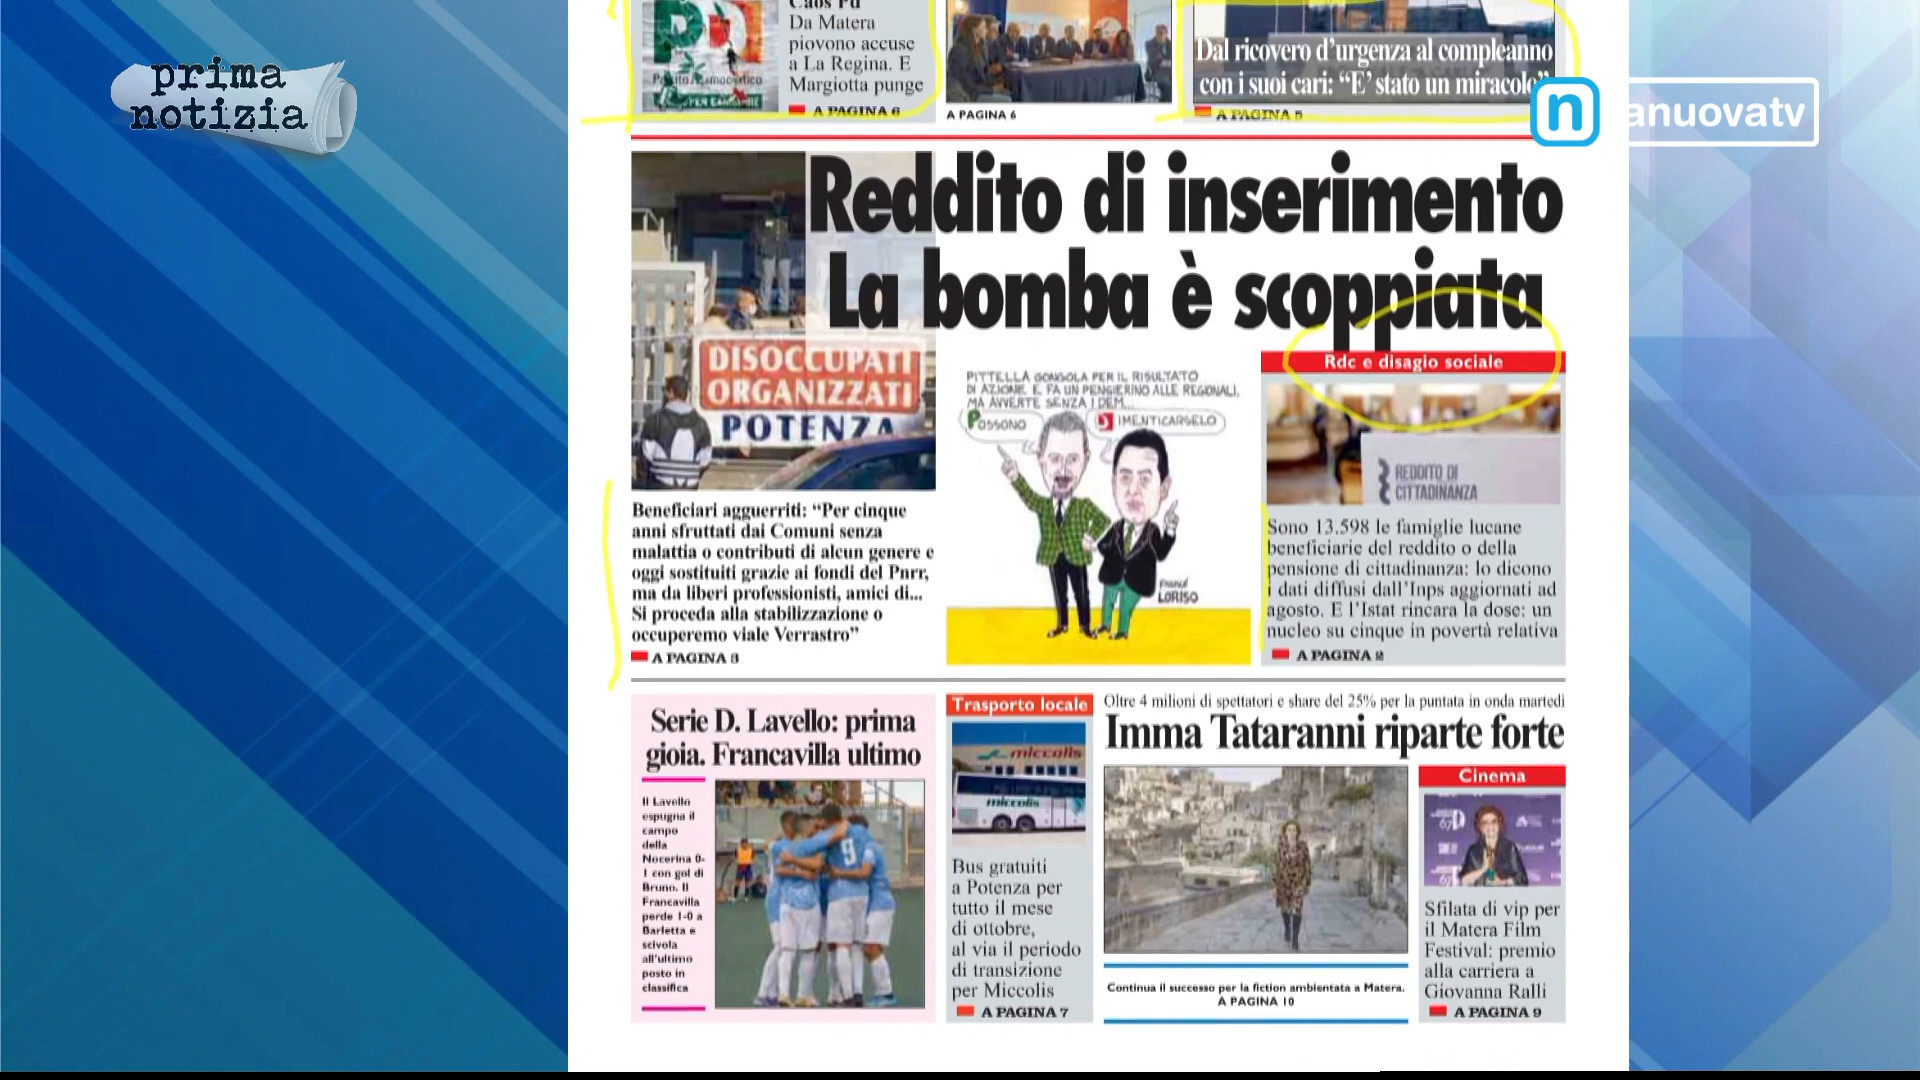 prima
notizia
Caos Pd
Da Matera
piovono accuse
a La Regina. E
Margiotta punge
A PAGINA 6
A PAGINA 6
Dal ricovero d'urgenza al compleanno
con i suoi cari: “E' stato un miracolo”
A PAGINA 5
n
anuovatv
Reddito di inserimento
La bomba è scoppiata
DISOCCUPATI
ORGANIZZATI
POTENZA
Beneficiari agguerriti: “Per cinque
anni sfruttati dai Comuni senza
malattia o contributi di alcun genere e
oggi sostituiti grazie ai fondi del Pnrr,
ma da liberi professionisti, amici di...
Si proceda alla stabilizzazione o
occuperemo viale Verrastro”
A PAGINA 3
PITTELLA GONGOLA PER IL RISULTATO
DI AZIONE E FA UN PENSIERINO ALLE REGIONALI,
MA AVVERTE SENZA I DEM...
POSSONO
DIMENTICARSELO
LORISO
Rdc e disagio sociale
REDDITO DI
CITTADINANZA
Sono 13.598 le famiglie lucane
beneficiarie del reddito o della
pensione di cittadinanza: lo dicono
i dati diffusi dall'Inps aggiornati ad
agosto. E l'Istat rincara la dose: un
nucleo su cinque in povertà relativa
A PAGINA 2
Serie D. Lavello: prima
gioia. Francavilla ultimo
Il Lavello
espugna il
campo
della
Nocerina 0-
1 con gol di
Bruno. Il
Francavilla
perde 1-0 a
Barletta e
scivola
all'ultimo
posto in
classifica
9
Trasporto locale
miccolis
miccolis
Bus gratuiti
a Potenza per
tutto il mese
di ottobre,
al via il periodo
di transizione
per Miccolis
A PAGINA 7
Oltre 4 milioni di spettatori e share del 25% per la puntata in onda martedì
Imma Tataranni riparte forte
Continua il successo per la fiction ambientata a Matera.
A PAGINA 10
Cinema
67
Sfilata di vip per
il Matera Film
Festival: premio
alla carriera a
Giovanna Ralli
A PAGINA 9